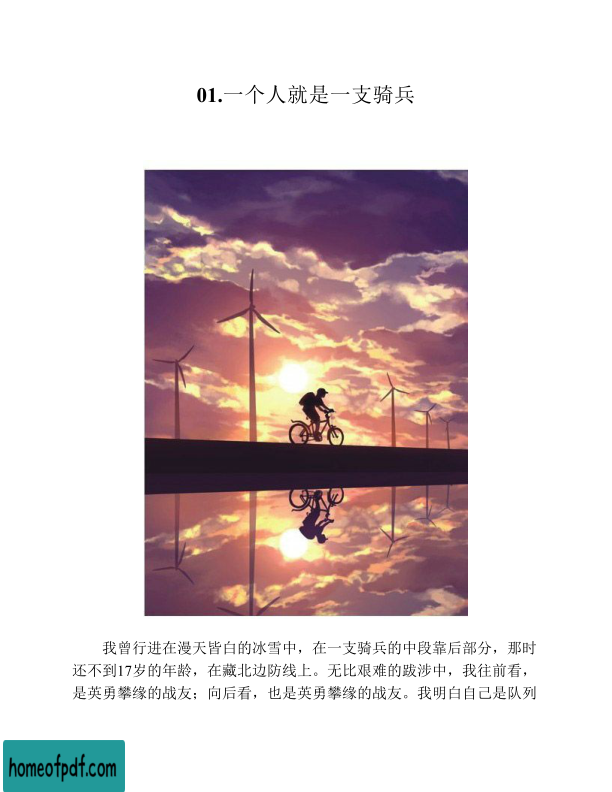 01.一个人就是一支骑兵
我曾行进在漫天皆白的冰雪中，在一支骑兵的中段靠后部分，那时
还不到17岁的年龄，在藏北边防线上。无比艰难的跋涉中，我往前看，
是英勇攀缘的战友；向后看，也是英勇攀缘的战友。我明白自己是队列
homeofpdf.com